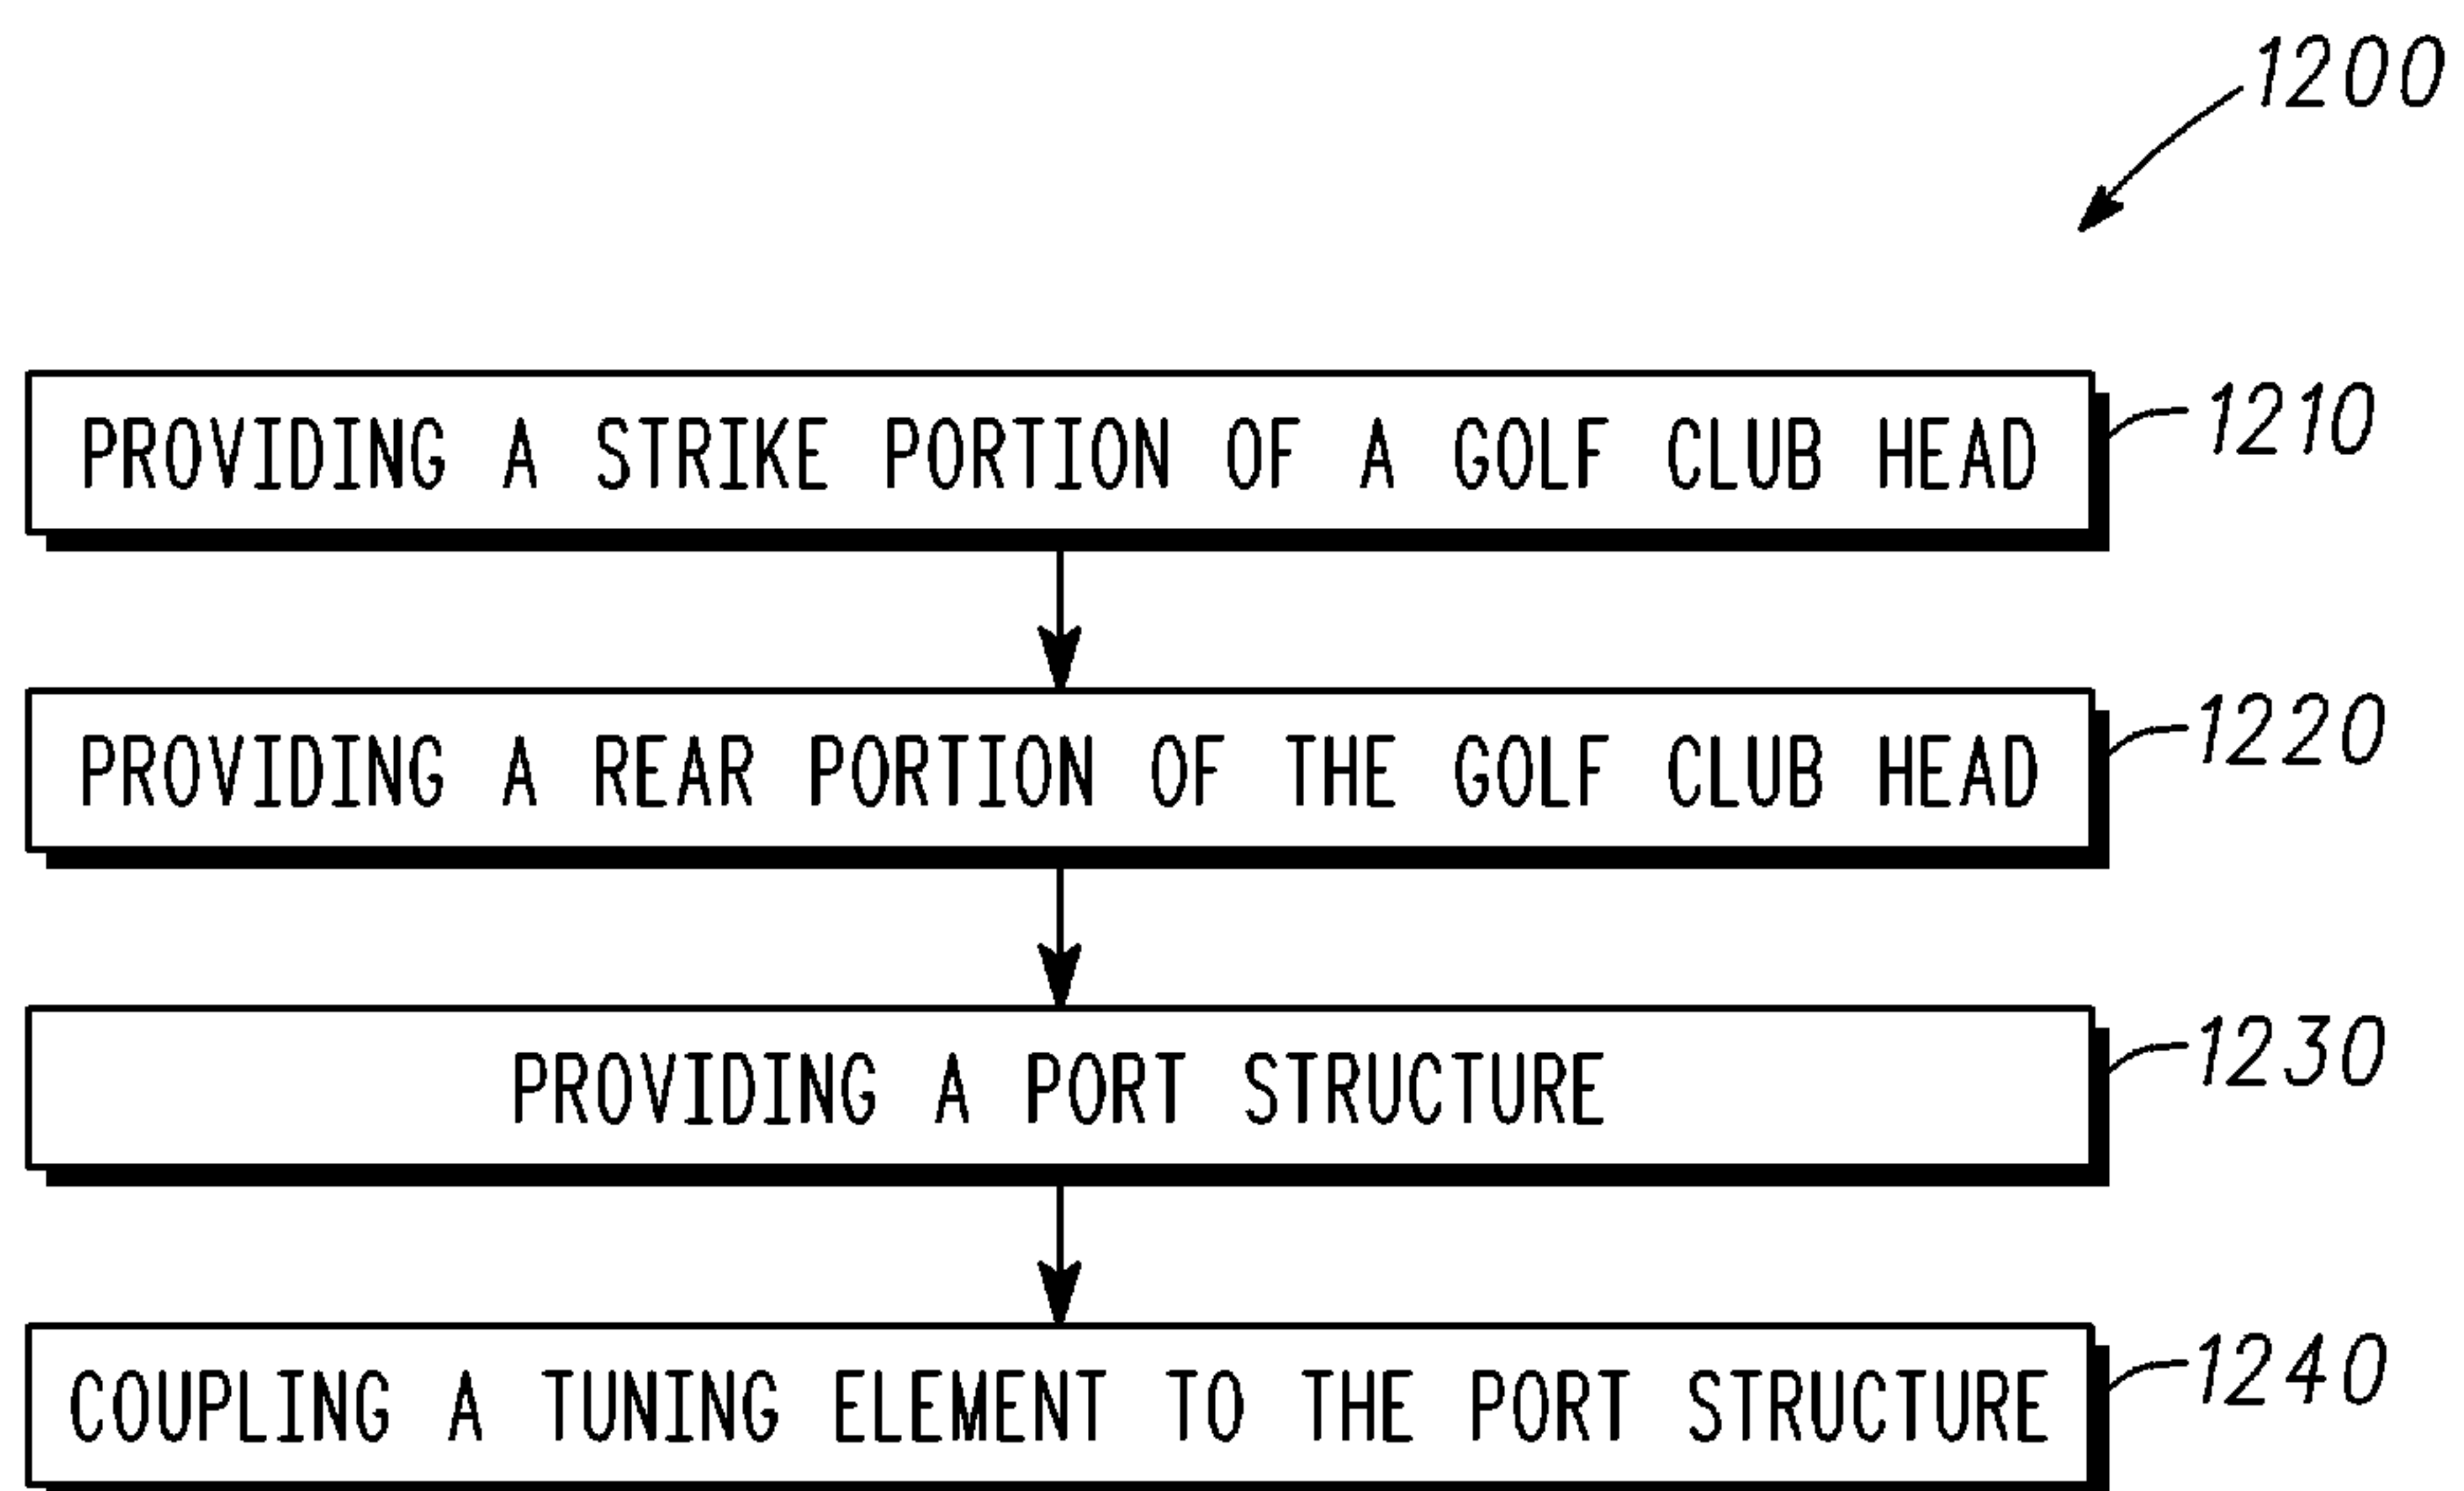 1200
PROVIDING A STRIKE PORTION OF A GOLF CLUB HEAD 1210
PROVIDING A REAR PORTION OF THE GOLF CLUB HEAD 1220
PROVIDING A PORT STRUCTURE 1230
COUPLING A TUNING ELEMENT TO THE PORT STRUCTURE 1240